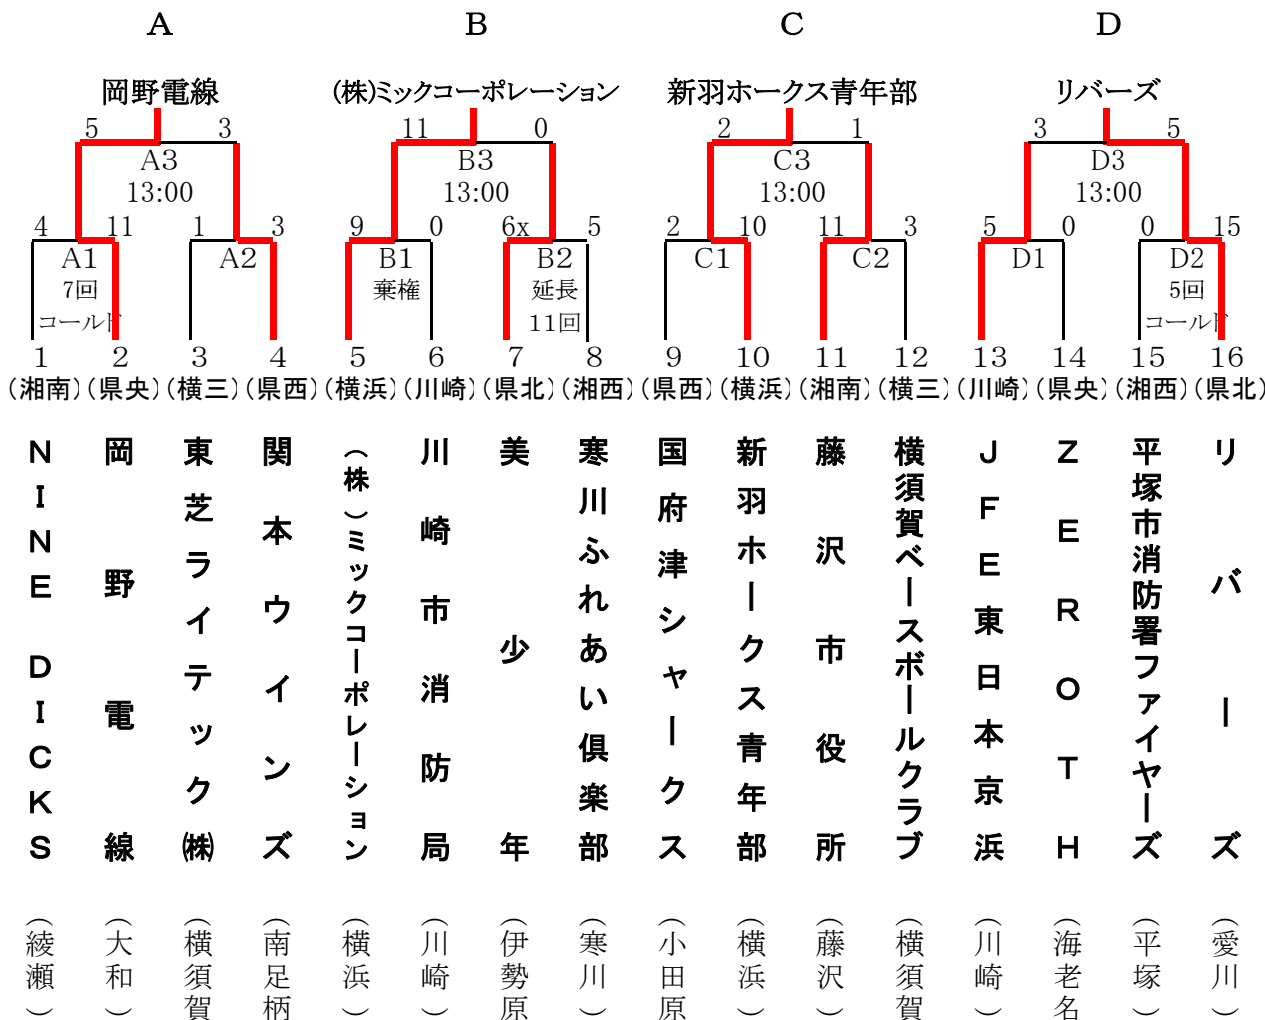 A B C D
岡野電線 (株)ミックコーポレーション 新羽ホークス青年部 リバーズ
5 3 11 0 2 1 3 5
A3 B3 C3 D3
13:00 13:00 13:00 13:00
4 11 1 3 9 0 6x 5 2 10 11 3 5 0 0 15
A1 A2 B1 B2 C1 C2 D1 D2
7回 棄権 延長 5回
コールド 11回 コールド
1 2 3 4 5 6 7 8 9 10 11 12 13 14 15 16
(湘南) (県央) (横三) (県西) (横浜) (川崎) (県北) (湘西) (県西) (横浜) (湘南) (横三) (川崎) (県央) (湘西) (県北)
NINE DICKS
岡野電線
東芝ライテック㈱
関本ウインズ
(株)ミックコーポレーション
川崎市消防局
美少年
寒川ふれあい倶楽部
国府津シャークス
新羽ホークス青年部
藤沢市役所
横須賀ベースボールクラブ
JFE東日本京浜
ZEROTH
平塚市消防署ファイヤーズ
リバーズ
(綾瀬)
(大和)
(横須賀
(南足柄
(横浜)
(川崎)
(伊勢原
(寒川)
(小田原
(横浜)
(藤沢)
(横須賀
(川崎)
(海老名
(平塚)
(愛川)